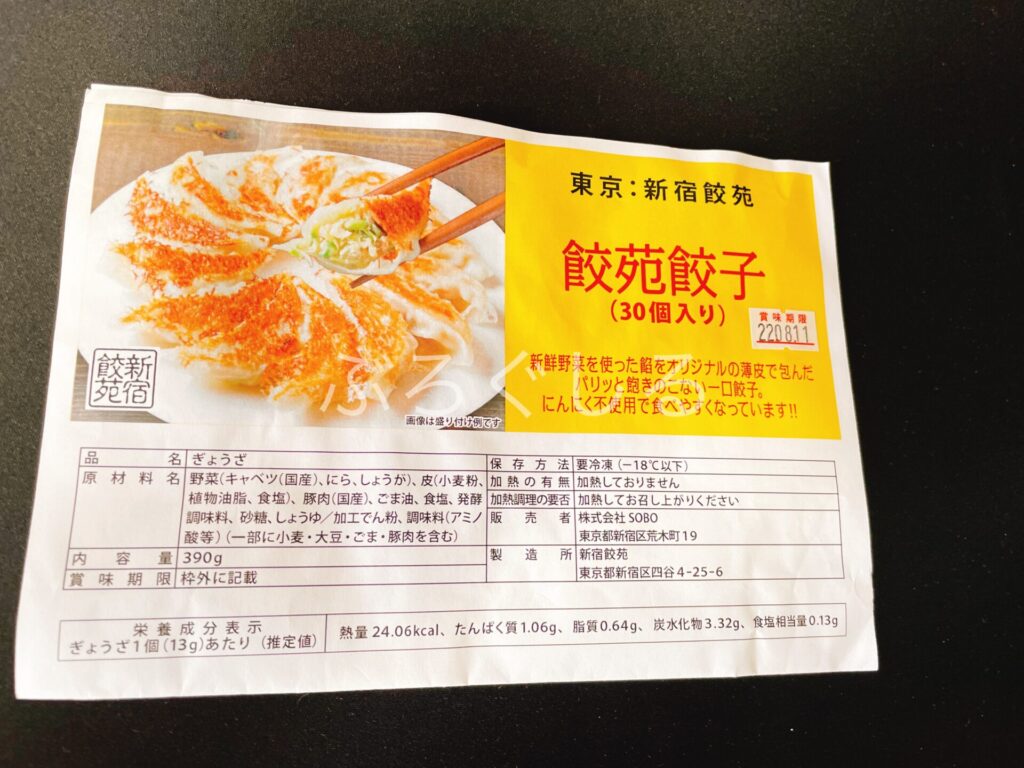 東京：新宿餃苑
餃苑餃子
（30個入り）
賞味期限
220811
新鮮野菜を使った餡をオリジナルの薄皮で包んだ
パリッと飽きのこない一口餃子。
にんにく不使用で食べやすくなっています!!
新宿
餃苑
画像は盛り付け例です
ぶろぐ
品名 ぎょうざ
原材料名 野菜（キャベツ（国産）、にら、しょうが）、皮（小麦粉、
植物油脂、食塩）、豚肉（国産）、ごま油、食塩、発酵
調味料、砂糖、しょうゆ／加工でん粉、調味料（アミノ
酸等）（一部に小麦・大豆・ごま・豚肉を含む）
内容量 390g
賞味期限 枠外に記載
保存方法 要冷凍（－18℃以下）
加熱の有無 加熱しておりません
加熱調理の要否 加熱してお召し上がりください
販売者 株式会社SOBO
東京都新宿区荒木町19
製造所 新宿餃苑
東京都新宿区四谷4-25-6
栄養成分表示
ぎょうざ1個（13g）あたり（推定値）
熱量24.06kcal、たんぱく質1.06g、脂質0.64g、炭水化物3.32g、食塩相当量0.13g